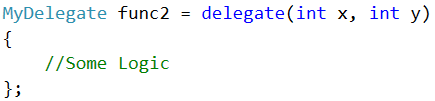 MyDelegate func2 = delegate(int x, int y)
{
    //Some Logic
};